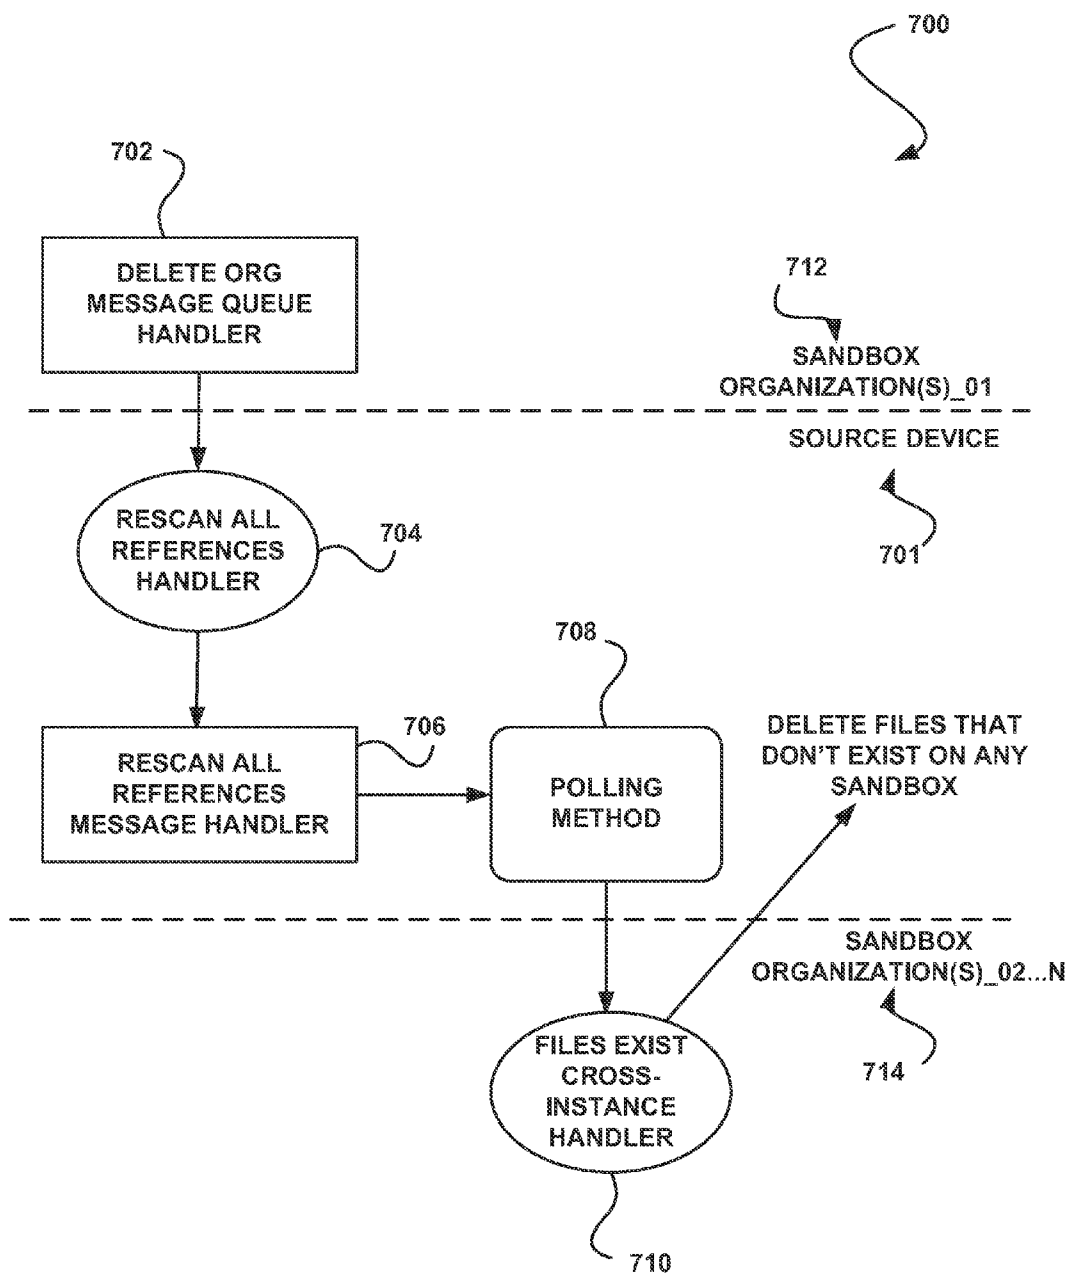 700
702
DELETE ORG
MESSAGE QUEUE
HANDLER
712
SANDBOX
ORGANIZATION(S)_01
SOURCE DEVICE
701
RESCAN ALL
REFERENCES
HANDLER
704
708
706
RESCAN ALL
REFERENCES
MESSAGE HANDLER
POLLING
METHOD
DELETE FILES THAT
DON'T EXIST ON ANY
SANDBOX
SANDBOX
ORGANIZATION(S)_02...N
714
FILES EXIST
CROSS-
INSTANCE
HANDLER
710